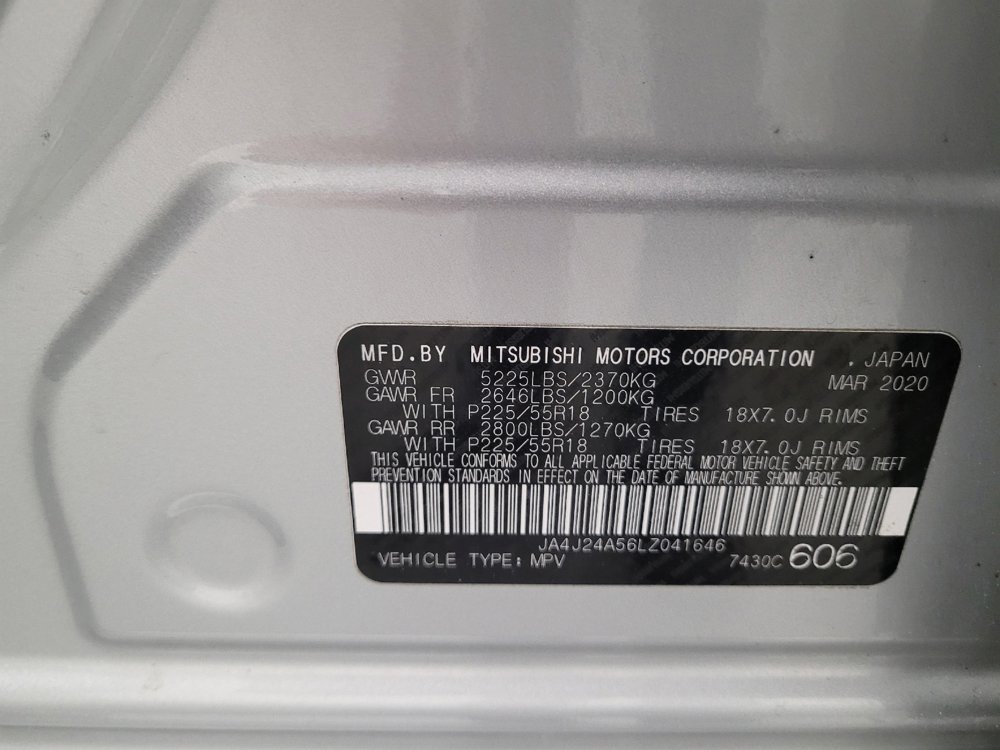 MFD.BY MITSUBISHI MOTORS CORPORATION . JAPAN
GVWR 5225LBS/2370KG MAR 2020
GAWR FR 2646LBS/1200KG
WITH P225/55R18 TIRES 18X7.0J RIMS
GAWR RR 2800LBS/1270KG
WITH P225/55R18 TIRES 18X7.0J RIMS
THIS VEHICLE CONFORMS TO ALL APPLICABLE FEDERAL MOTOR VEHICLE SAFETY AND THEFT
PREVENTION STANDARDS IN EFFECT ON THE DATE OF MANUFACTURE SHOWN ABOVE.
JA4J24A56LZ041646
VEHICLE TYPE: MPV 7430C 606